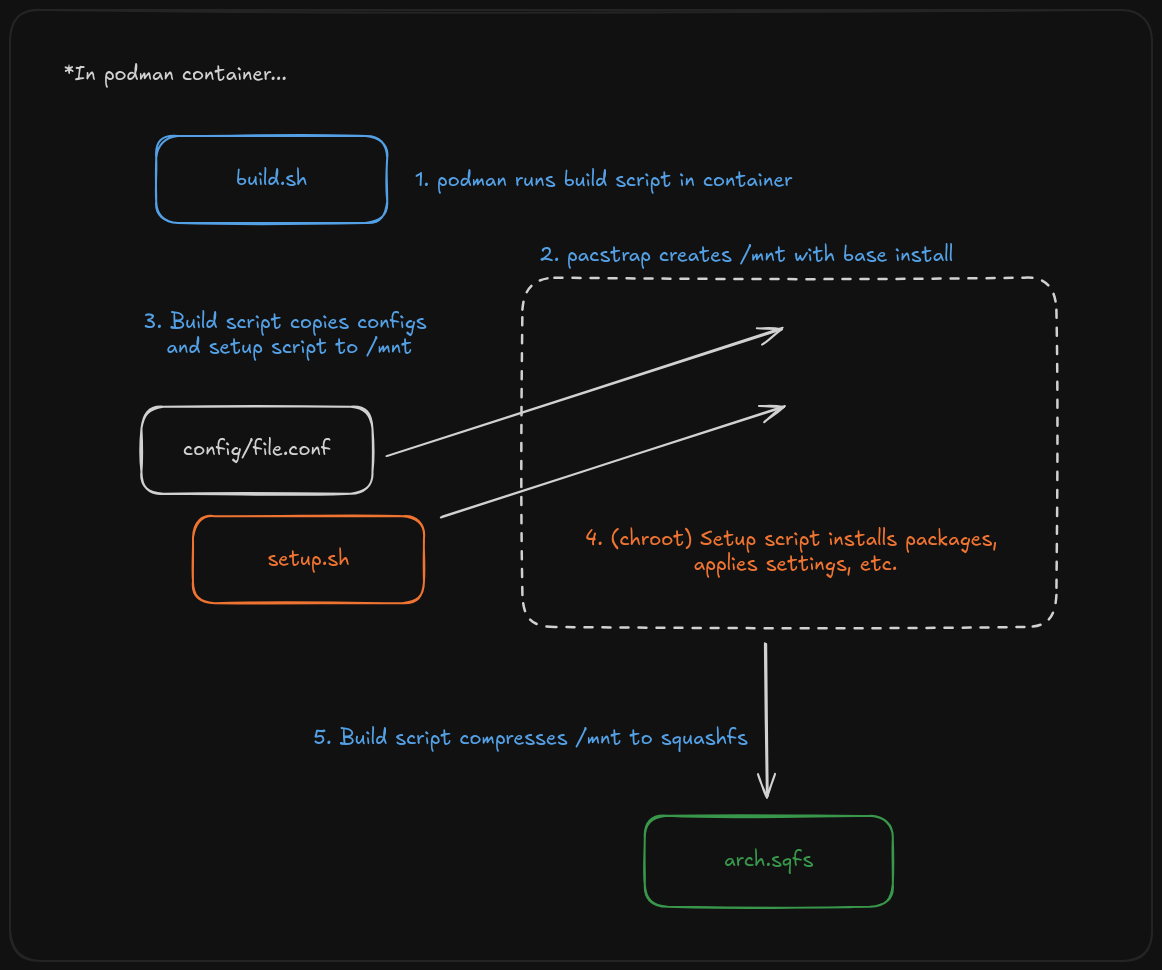 *In podman container...
build.sh
1. podman runs build script in container
2. pacstrap creates /mnt with base install
3. Build script copies configs
and setup script to /mnt
config/file.conf
setup.sh
4. (chroot) Setup script installs packages,
applies settings, etc.
5. Build script compresses /mnt to squashfs
arch.sqfs